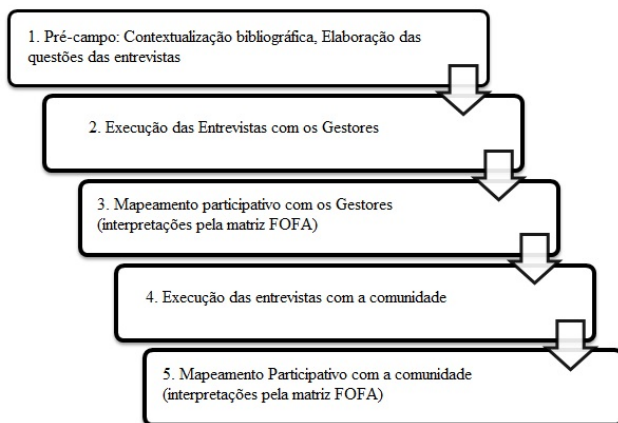 1. Pré-campo: Contextualização bibliográfica, Elaboração das
questões das entrevistas
2. Execução das Entrevistas com os Gestores
3. Mapeamento participativo com os Gestores
(interpretações pela matriz FOFA)
4. Execução das entrevistas com a comunidade
5. Mapeamento Participativo com a comunidade
(interpretações pela matriz FOFA)